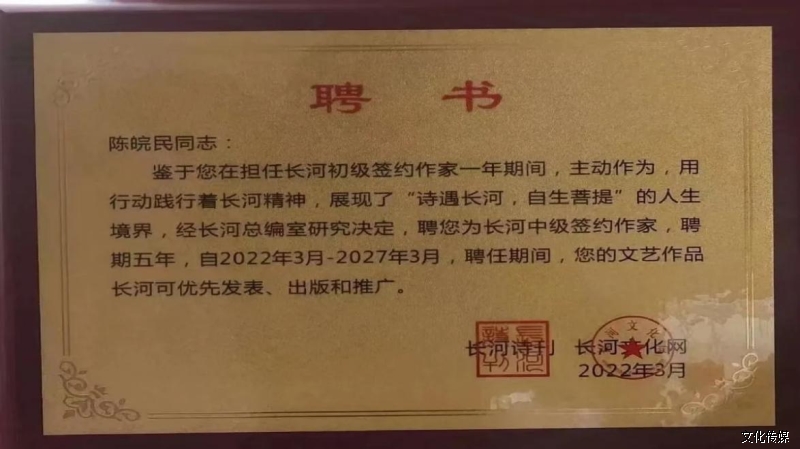 聘 书
陈皖民同志：
鉴于您在担任长河初级签约作家一年期间，主动作为，用
行动践行着长河精神，展现了“诗遇长河，自生菩提”的人生
境界，经长河总编室研究决定，聘您为长河中级签约作家，聘
期五年，自2022年3月-2027年3月，聘任期间，您的文艺作品
长河可优先发表、出版和推广。
长河诗刊 长河文化网
2022年3月
文化传媒